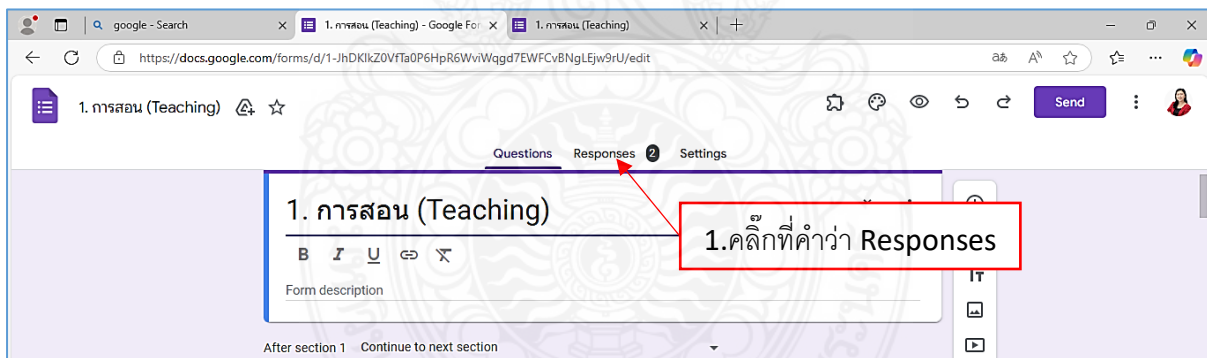 google - Search
1. การสอน (Teaching) - Google For
1. การสอน (Teaching)
https://docs.google.com/forms/d/1-JhDKIkZ0VfTa0P6HpR6WviWqgd7EWFCvBNgLEjw9rU/edit
1. การสอน (Teaching)
Send
Questions Responses 2 Settings
1. การสอน (Teaching)
1.คลิ๊กที่คำว่า Responses
B I U
Form description
After section 1 Continue to next section